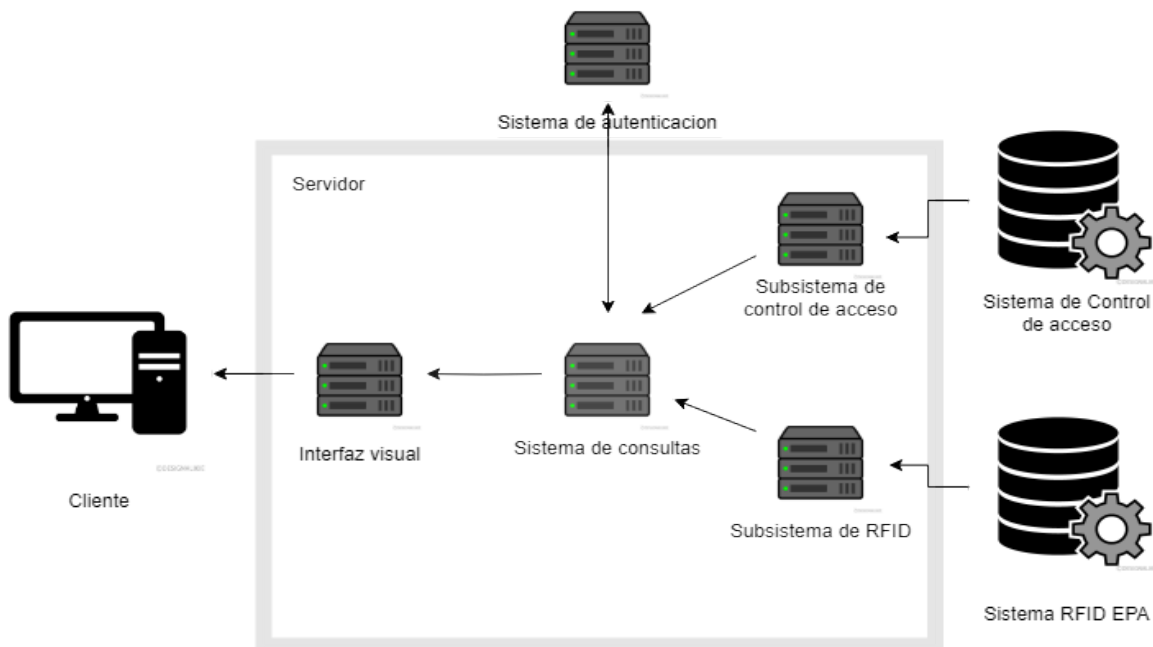 Sistema de autenticacion
Servidor
Subsistema de
control de acceso
Sistema de Control
de acceso
Interfaz visual
Sistema de consultas
Cliente
Subsistema de RFID
Sistema RFID EPA